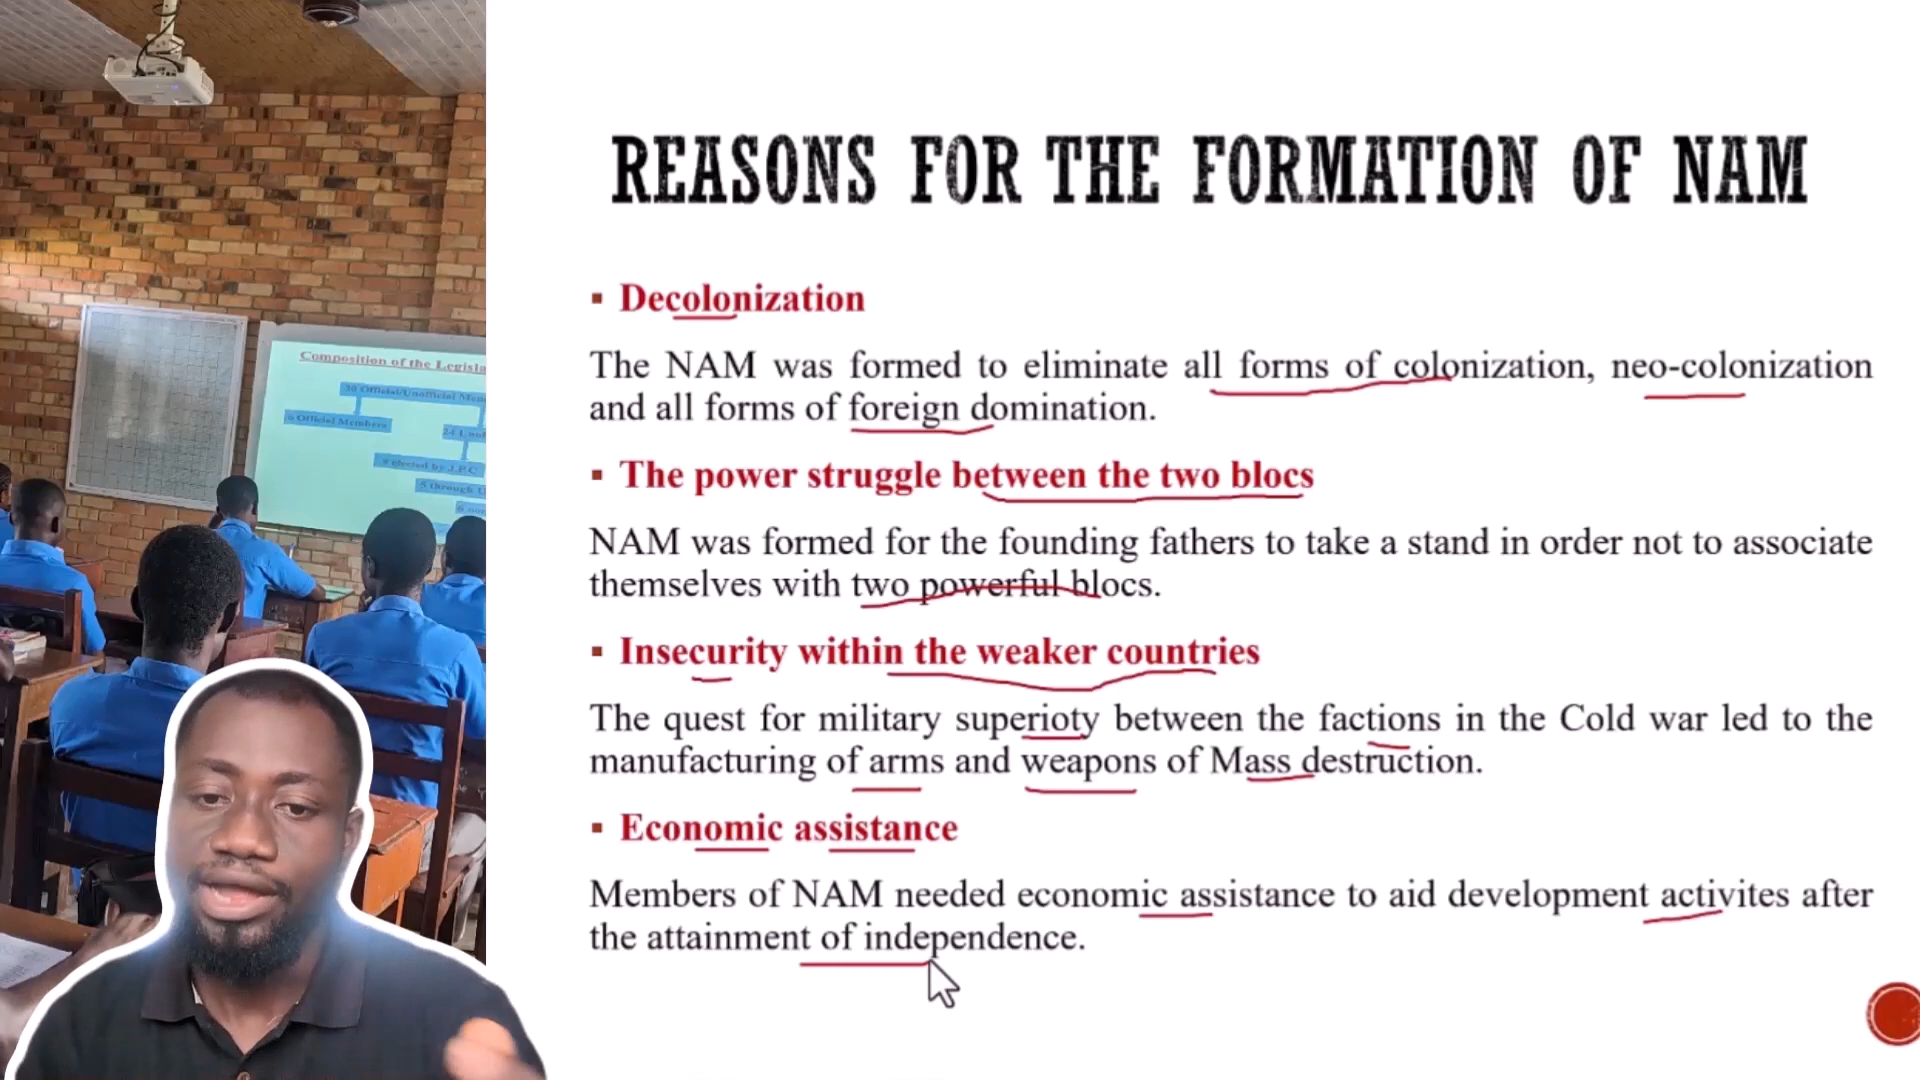 REASONS FOR THE FORMATION OF NAM
▪ Decolonization
The NAM was formed to eliminate all forms of colonization, neo-colonization
and all forms of foreign domination.
▪ The power struggle between the two blocs
NAM was formed for the founding fathers to take a stand in order not to associate
themselves with two powerful blocs.
▪ Insecurity within the weaker countries
The quest for military superioty between the factions in the Cold war led to the
manufacturing of arms and weapons of Mass destruction.
▪ Economic assistance
Members of NAM needed economic assistance to aid development activites after
the attainment of independence.
Composition of the Legisla
30 Official/Unofficial Mem
6 Official Members
24 Unof
by J.P.C
5 through U